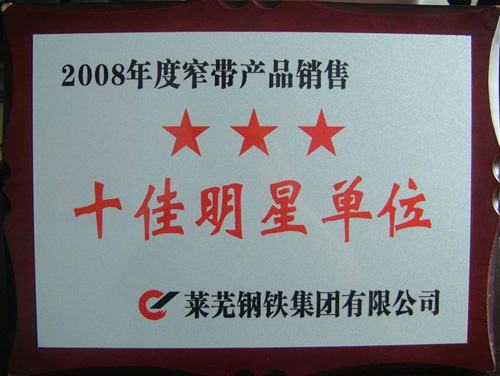 2008年度窄带产品销售
十佳明星单位
莱芜钢铁集团有限公司